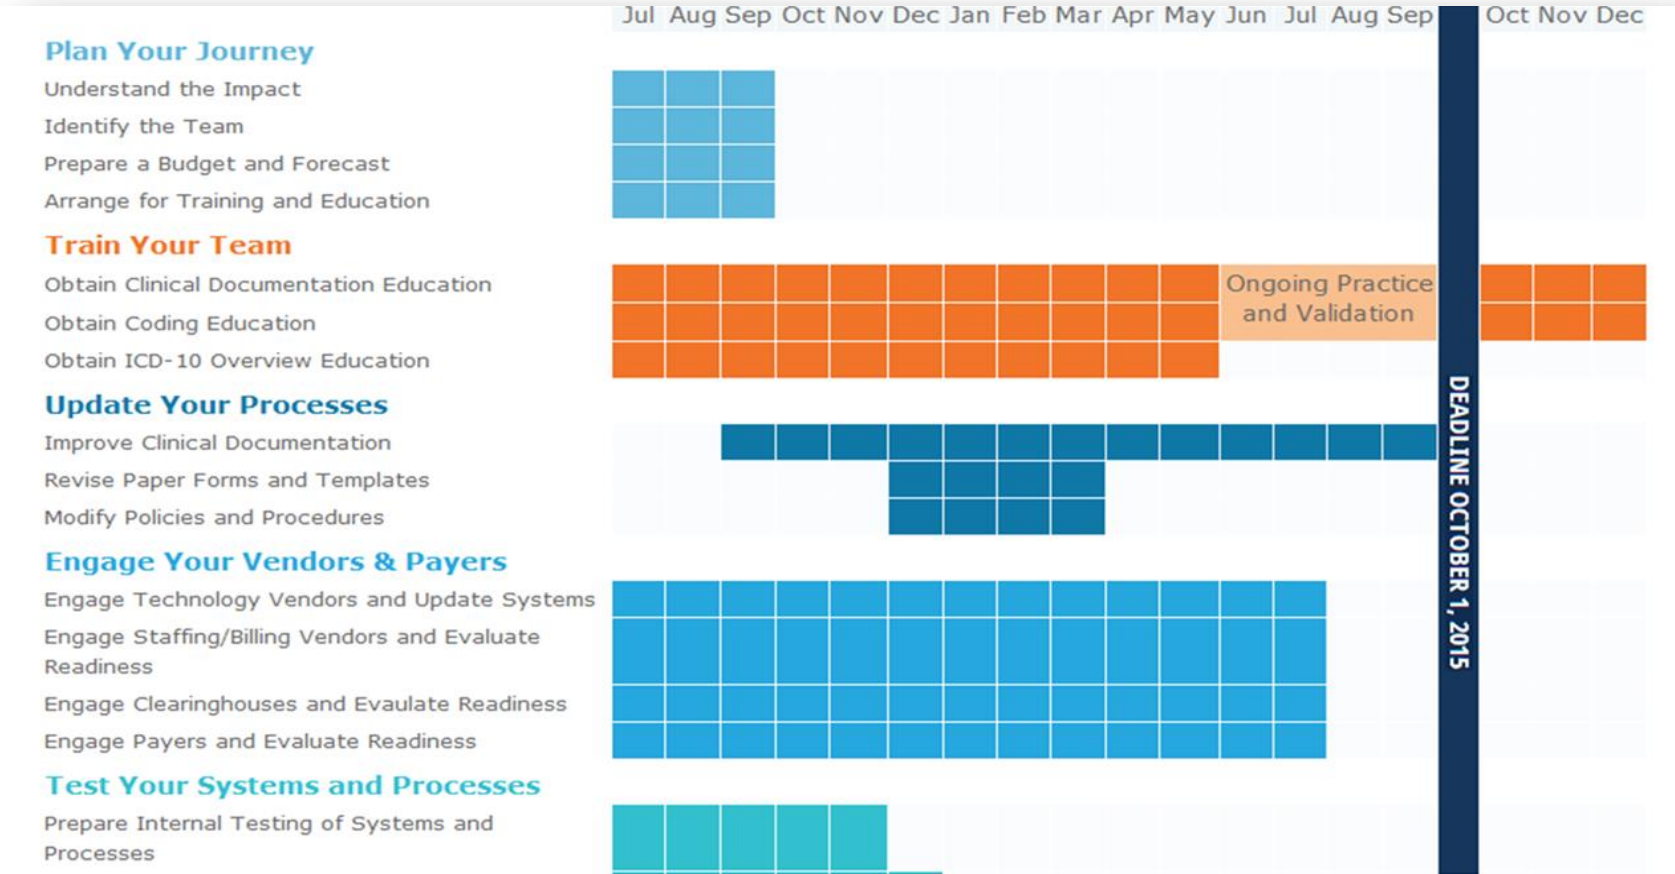 Jul Aug Sep Oct Nov Dec Jan Feb Mar Apr May Jun Jul Aug Sep Oct Nov Dec
Plan Your Journey
Understand the Impact
Identify the Team
Prepare a Budget and Forecast
Arrange for Training and Education
Train Your Team
Obtain Clinical Documentation Education
Ongoing Practice
and Validation
Obtain Coding Education
Obtain ICD-10 Overview Education
Update Your Processes
Improve Clinical Documentation
Revise Paper Forms and Templates
Modify Policies and Procedures
DEADLINE OCTOBER 1, 2015
Engage Your Vendors & Payers
Engage Technology Vendors and Update Systems
Engage Staffing/Billing Vendors and Evaluate
Readiness
Engage Clearinghouses and Evaulate Readiness
Engage Payers and Evaluate Readiness
Test Your Systems and Processes
Prepare Internal Testing of Systems and
Processes